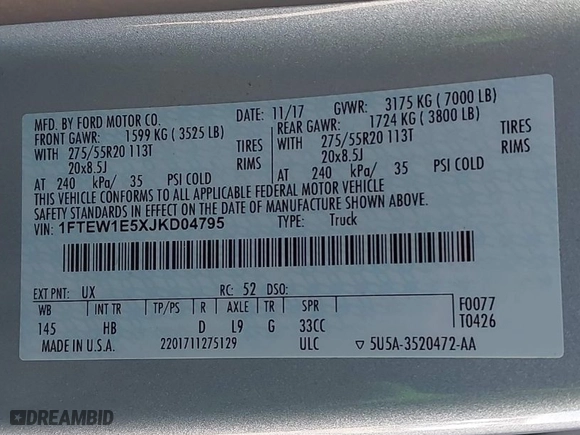 MFD. BY FORD MOTOR CO.
DATE: 11/17 GVWR: 3175 KG ( 7000 LB)
FRONT GAWR: 1599 KG ( 3525 LB) REAR GAWR: 1724 KG ( 3800 LB)
WITH 275/55R20 113T TIRES WITH 275/55R20 113T TIRES
20x8.5J RIMS 20x8.5J RIMS
AT 240 kPa/ 35 PSI COLD AT 240 kPa/ 35 PSI COLD
THIS VEHICLE CONFORMS TO ALL APPLICABLE FEDERAL MOTOR VEHICLE
SAFETY STANDARDS IN EFFECT ON THE DATE OF MANUFACTURE SHOWN ABOVE.
VIN: 1FTEW1E5XJKD04795 TYPE: Truck
EXT PNT: UX RC: 52 DSO:
WB INT TR TP/PS R AXLE TR SPR
145 HB D L9 G 33CC
F0077
T0426
MADE IN U.S.A. 2201711275129 ULC ▽ 5U5A-3520472-AA
DREAMBID